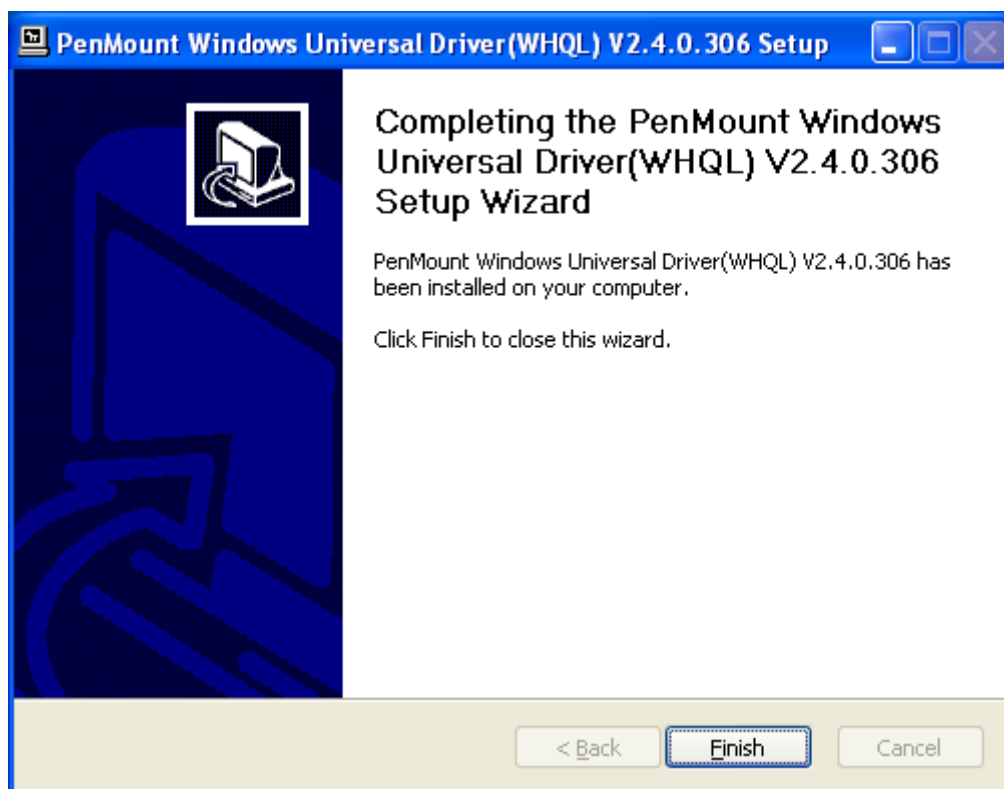 PenMount Windows Universal Driver(WHQL) V2.4.0.306 Setup
Completing the PenMount Windows
Universal Driver(WHQL) V2.4.0.306
Setup Wizard
PenMount Windows Universal Driver(WHQL) V2.4.0.306 has
been installed on your computer.
Click Finish to close this wizard.
< Back
Finish
Cancel